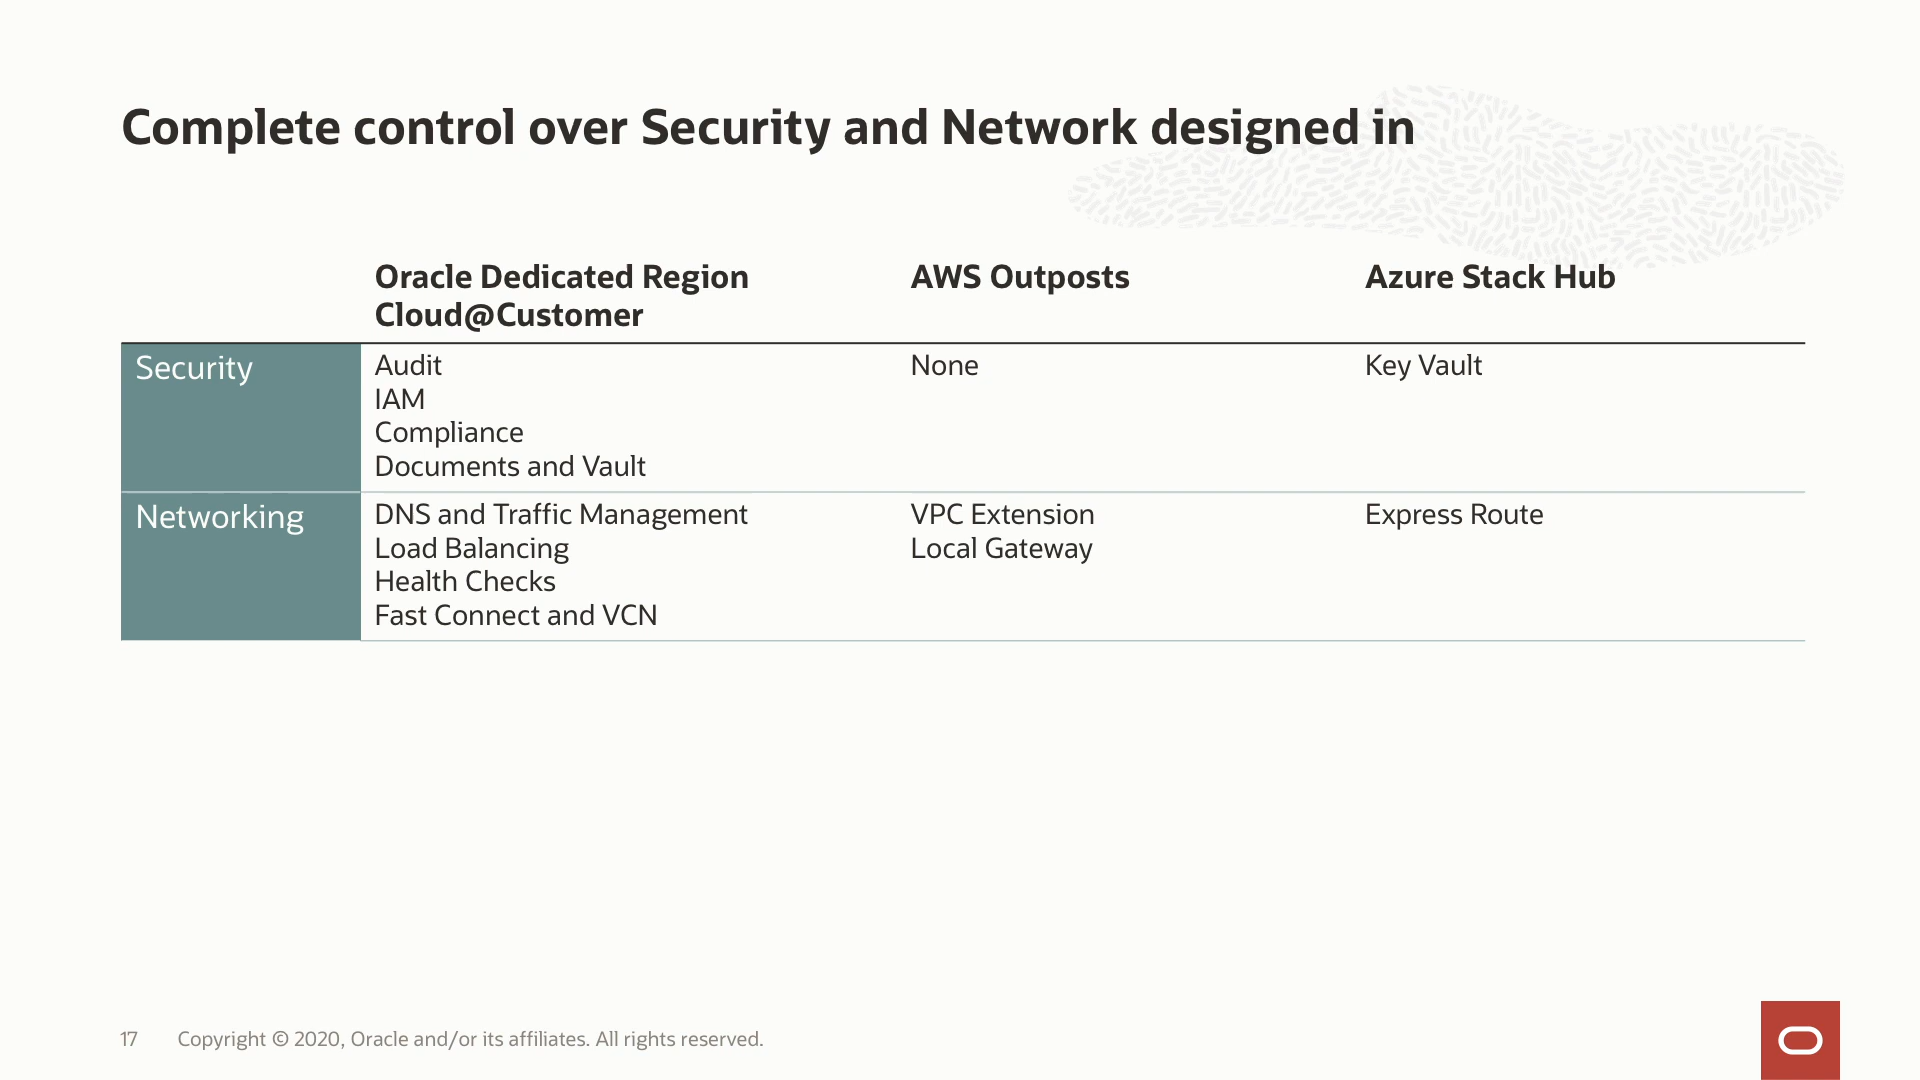 Complete control over Security and Network designed in
Oracle Dedicated Region
Cloud@Customer
AWS Outposts
Azure Stack Hub
Security
Audit
IAM
Compliance
Documents and Vault
None
Key Vault
Networking
DNS and Traffic Management
Load Balancing
Health Checks
Fast Connect and VCN
VPC Extension
Local Gateway
Express Route
17
Copyright © 2020, Oracle and/or its affiliates. All rights reserved.